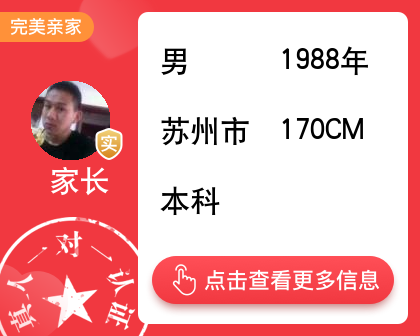 完美亲家
男 1988年
苏州市 170CM
实
家长
本科
一对一
真人认证
点击查看更多信息